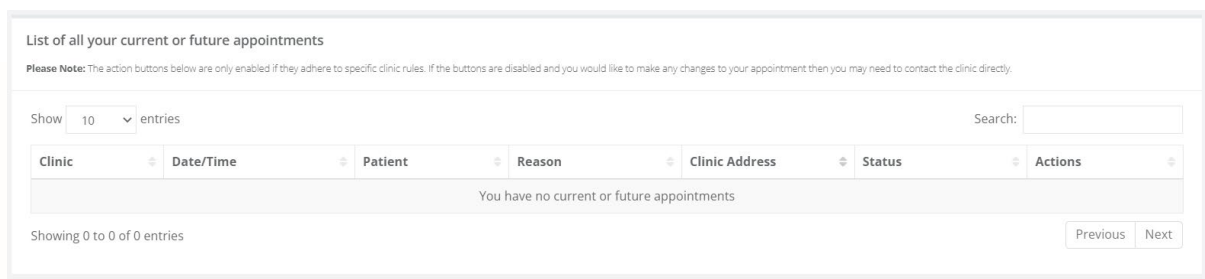 List of all your current or future appointments
Please Note: The action buttons below are only enabled if they adhere to specific clinic rules. If the buttons are disabled and you would like to make any changes to your appointment then you may need to contact the clinic directly.
Show 10 entries Search:
Clinic Date/Time Patient Reason Clinic Address Status Actions
You have no current or future appointments
Showing 0 to 0 of 0 entries Previous Next